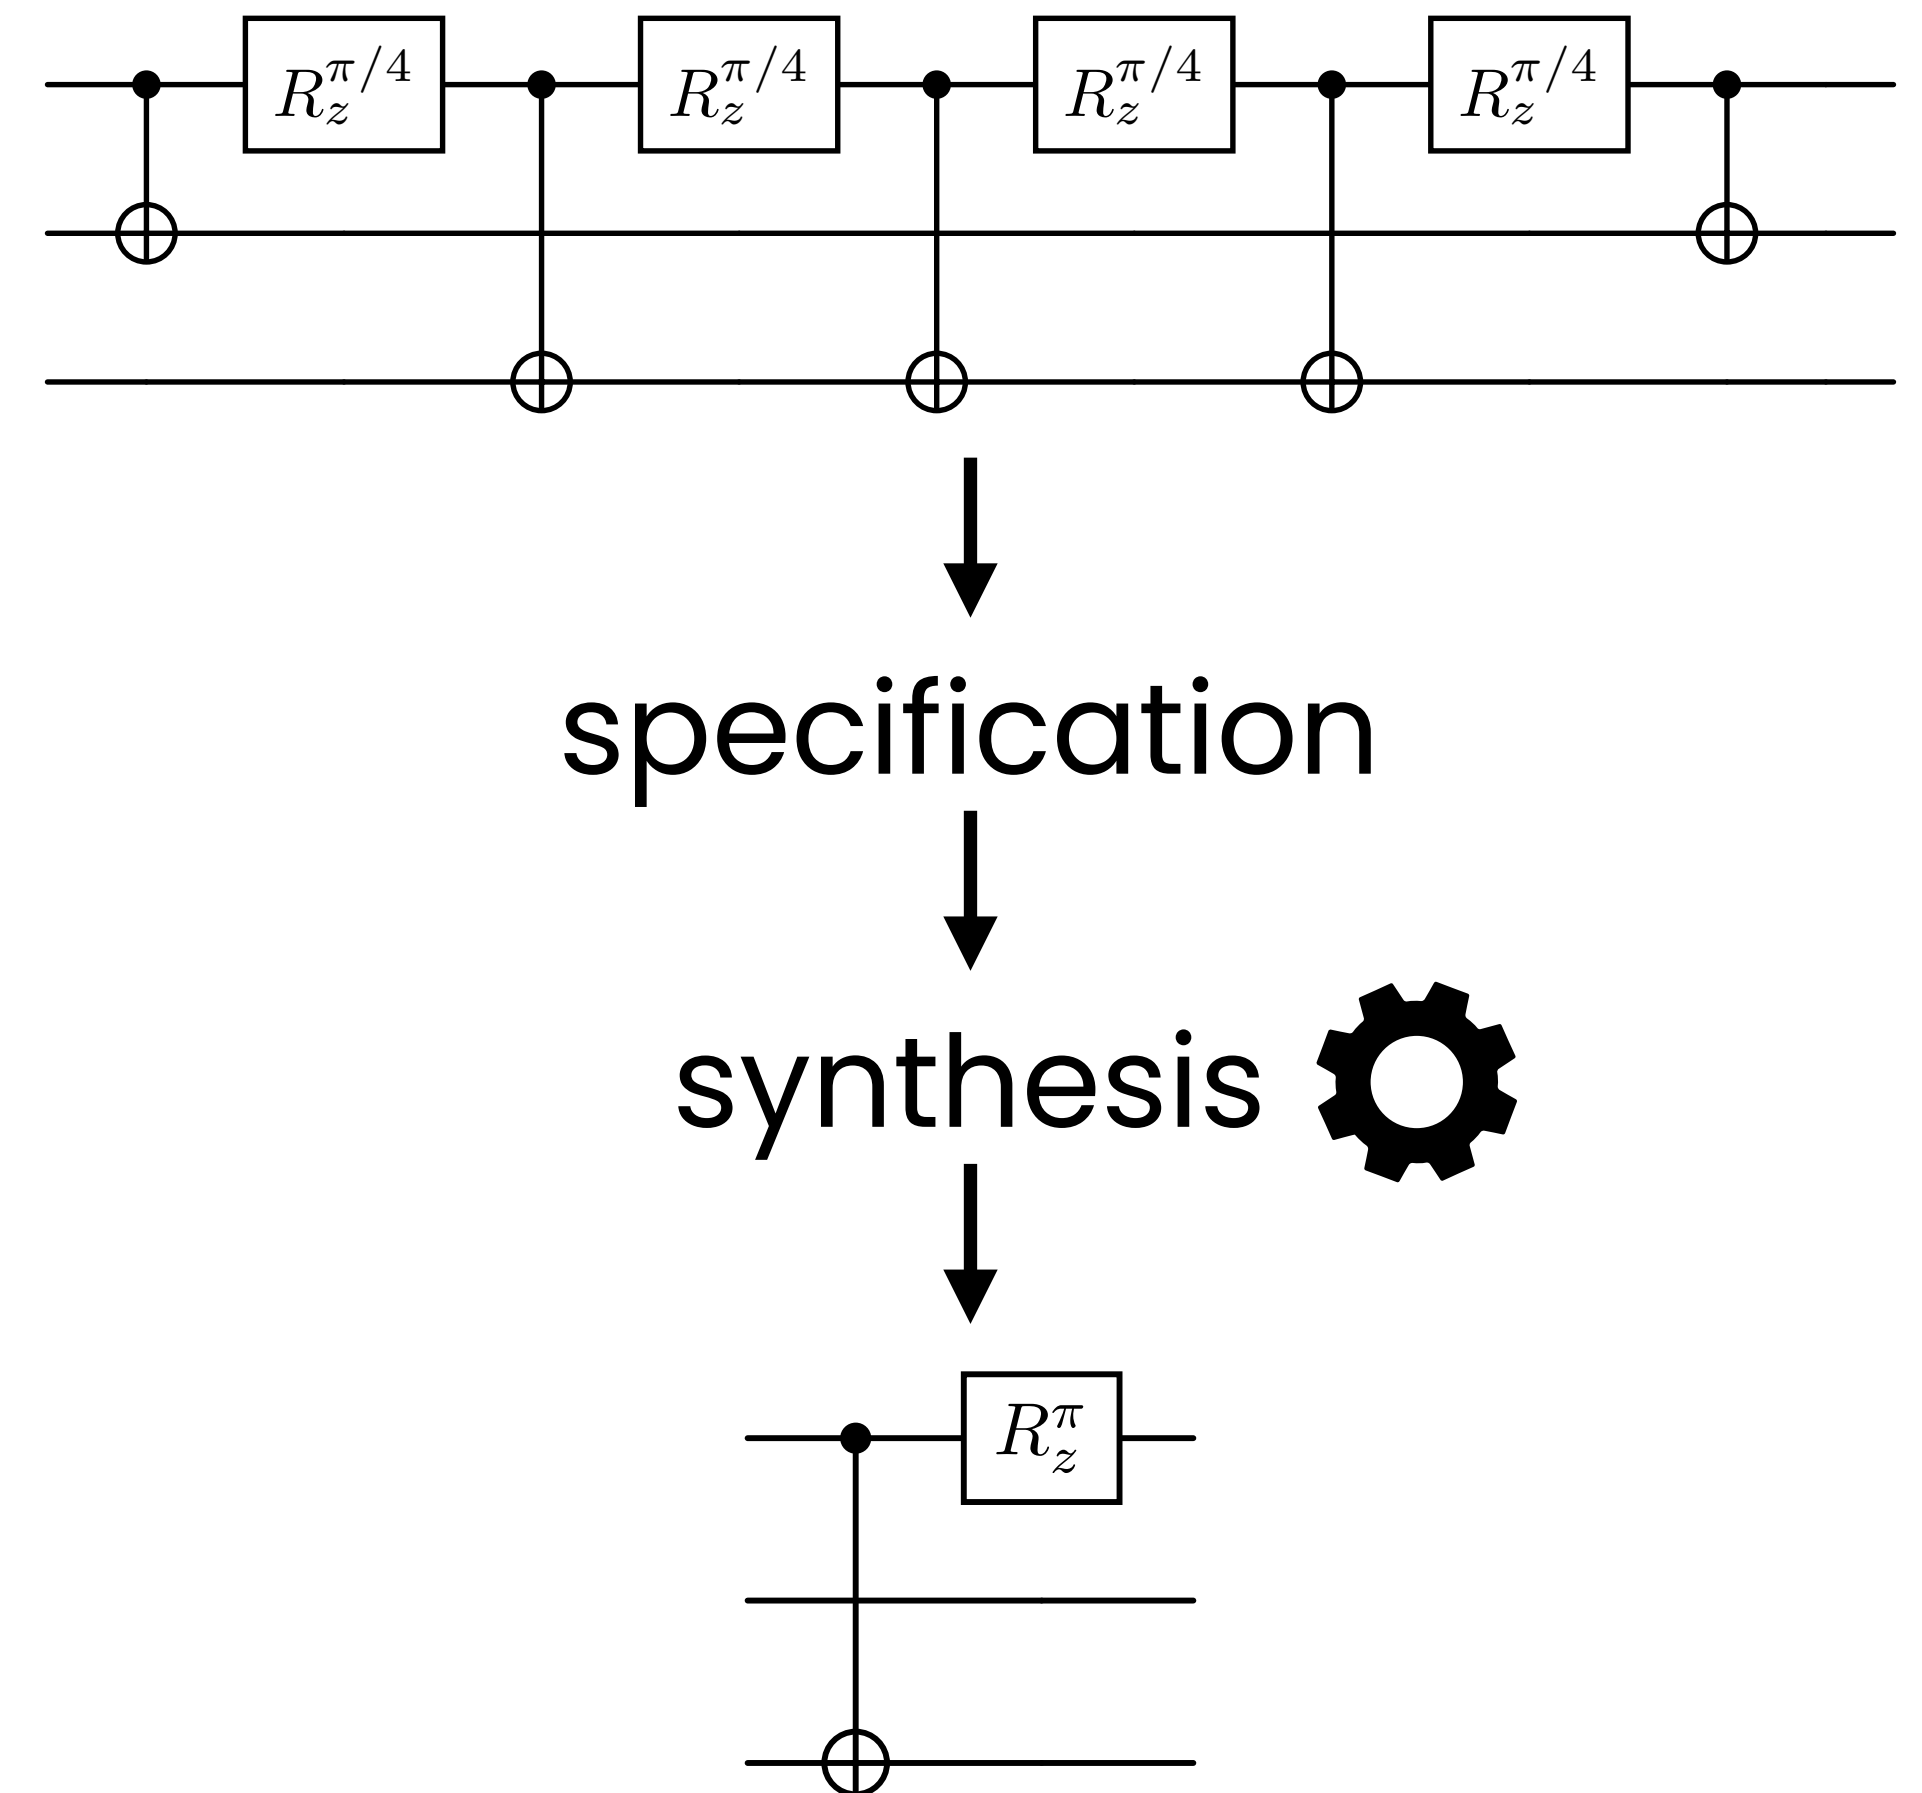 R_z^{π/4} R_z^{π/4} R_z^{π/4} R_z^{π/4}
specification
synthesis
R_z^π